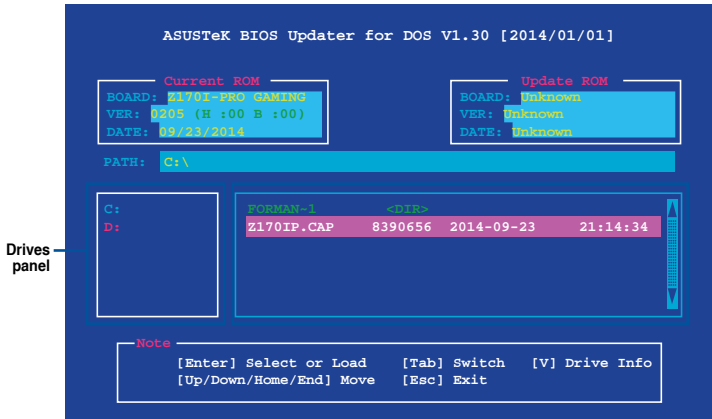 ASUSTeK BIOS Updater for DOS V1.30 [2014/01/01]
Current ROM
BOARD: Z170I-PRO GAMING
VER: 0205 (H :00 B :00)
DATE: 09/23/2014
Update ROM
BOARD: Unknown
VER: Unknown
DATE: Unknown
PATH: C:\
C:
D:
FORMAN~1 <DIR>
Z170IP.CAP 8390656 2014-09-23 21:14:34
Drives
panel
Note
[Enter] Select or Load [Tab] Switch [V] Drive Info
[Up/Down/Home/End] Move [Esc] Exit